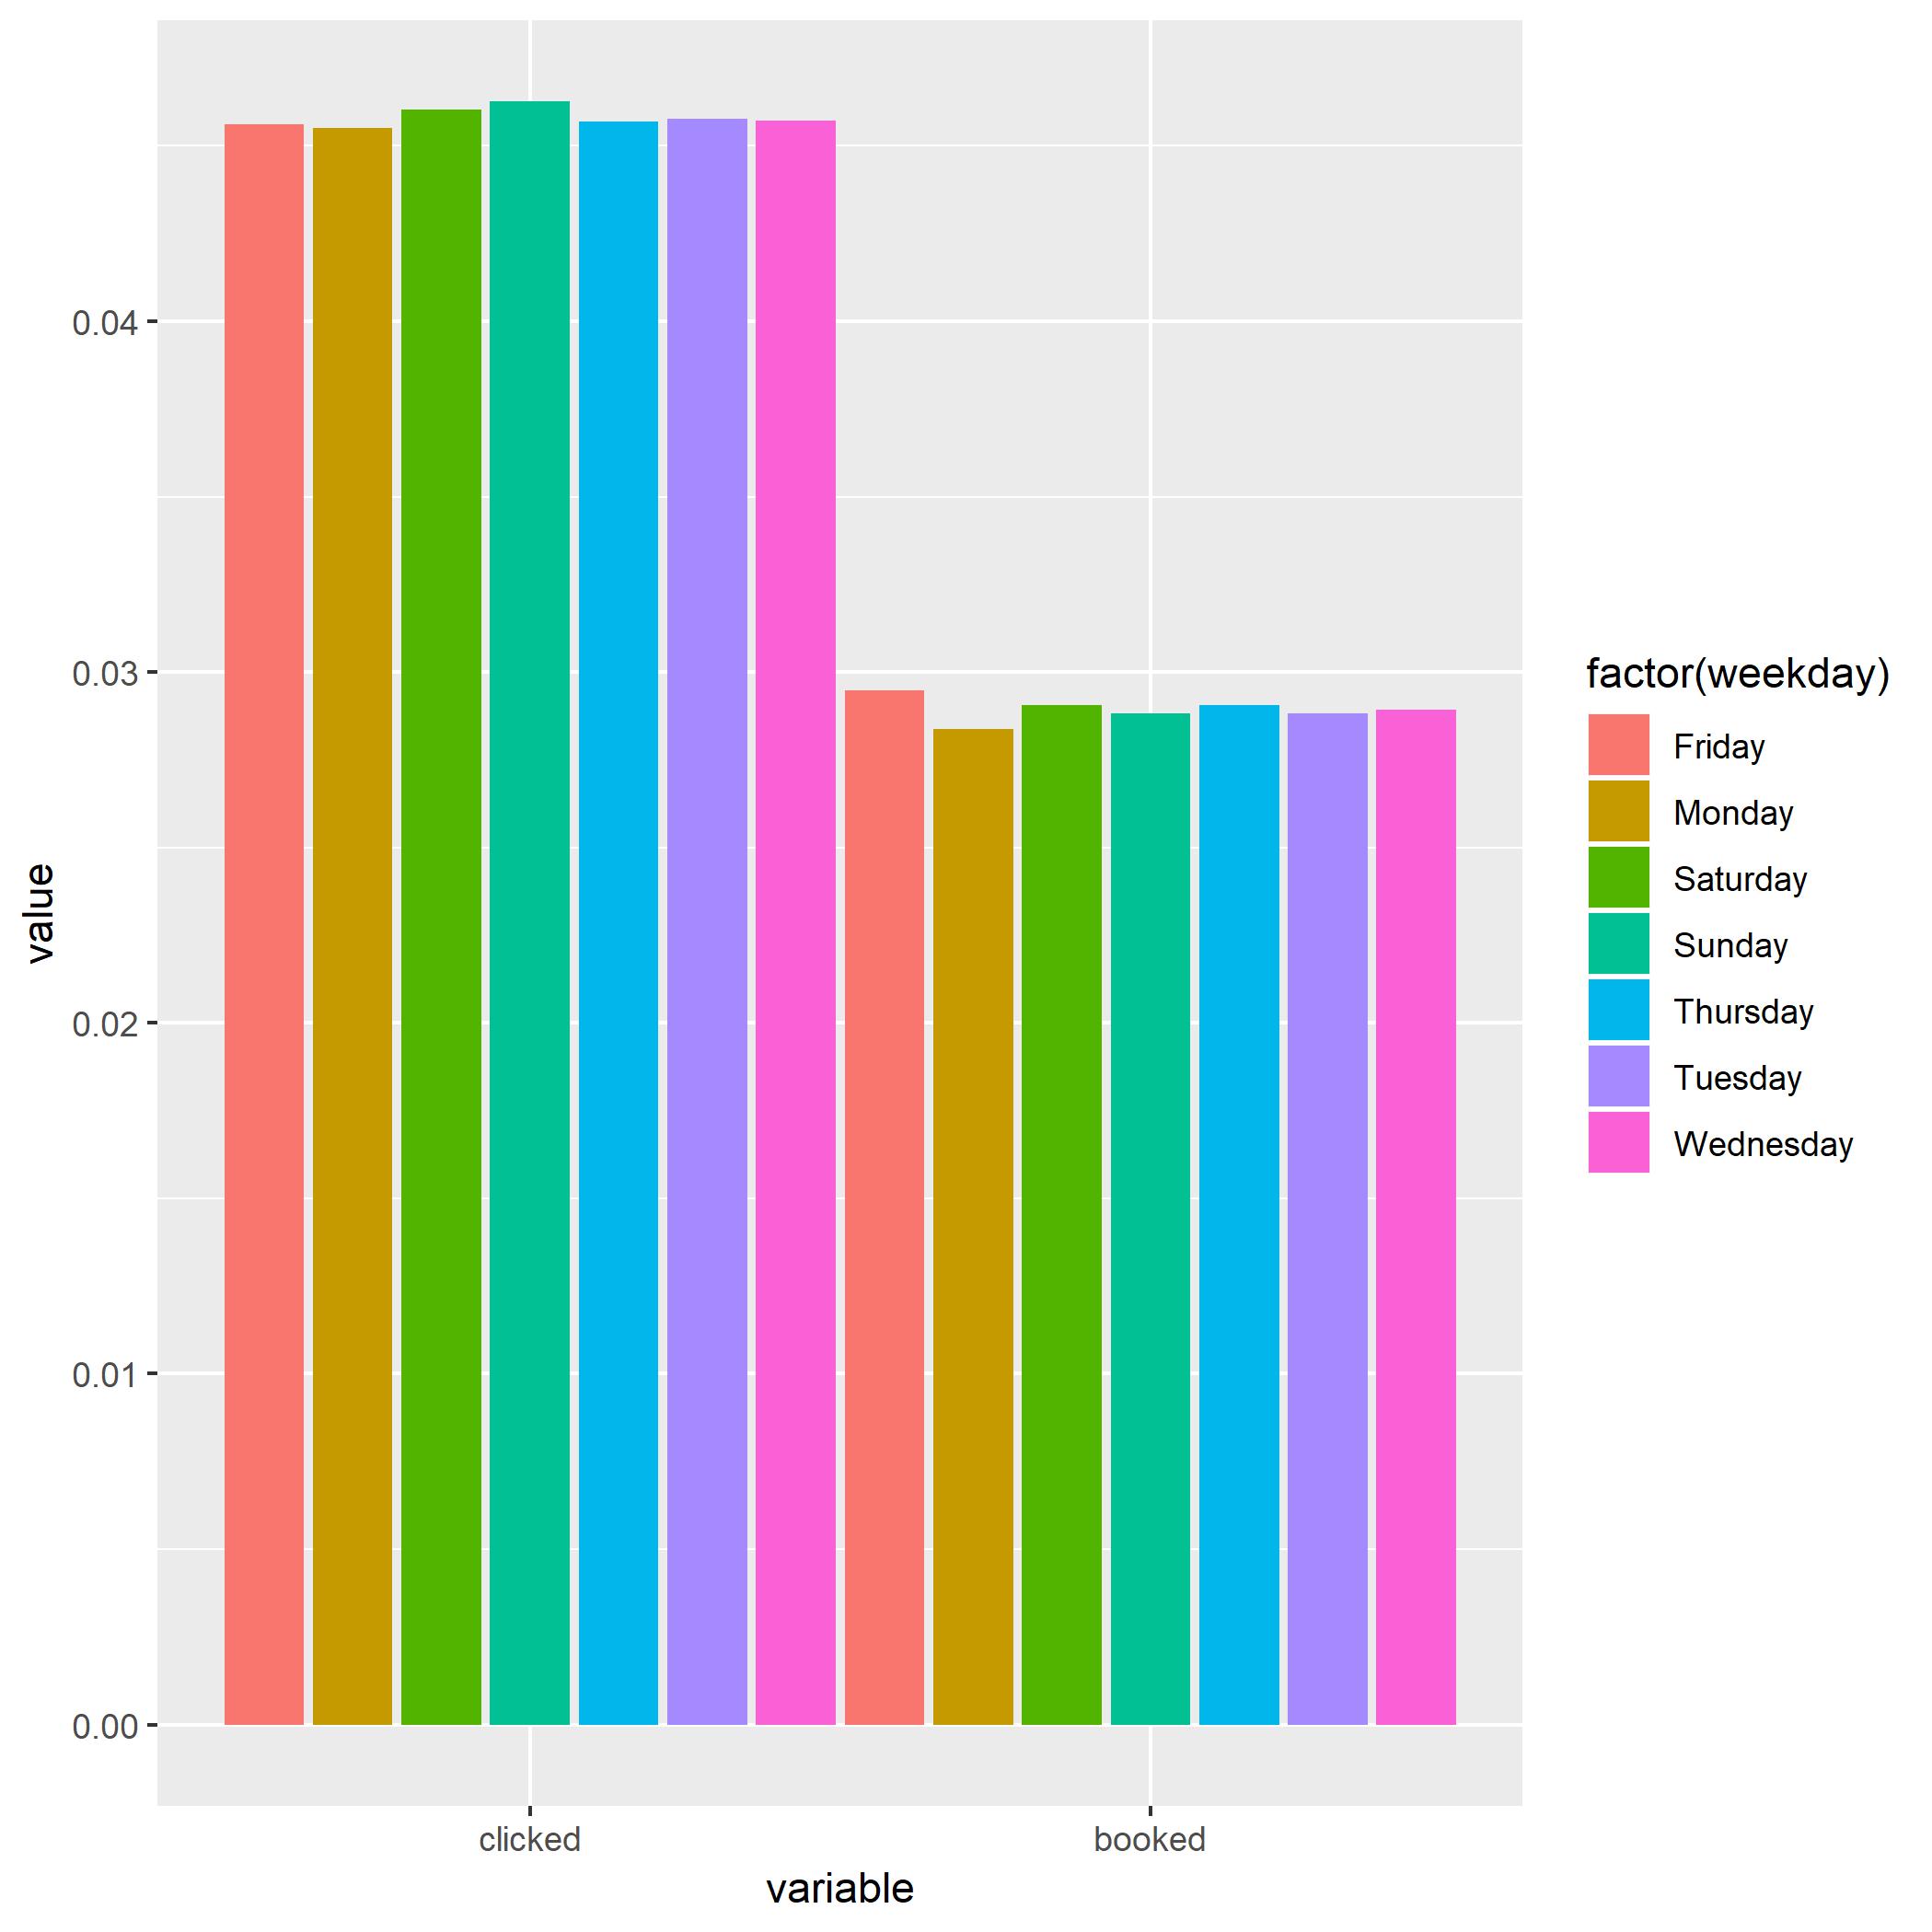 value
0.04
0.03
0.02
0.01
0.00
clicked booked
variable
factor(weekday)
Friday
Monday
Saturday
Sunday
Thursday
Tuesday
Wednesday